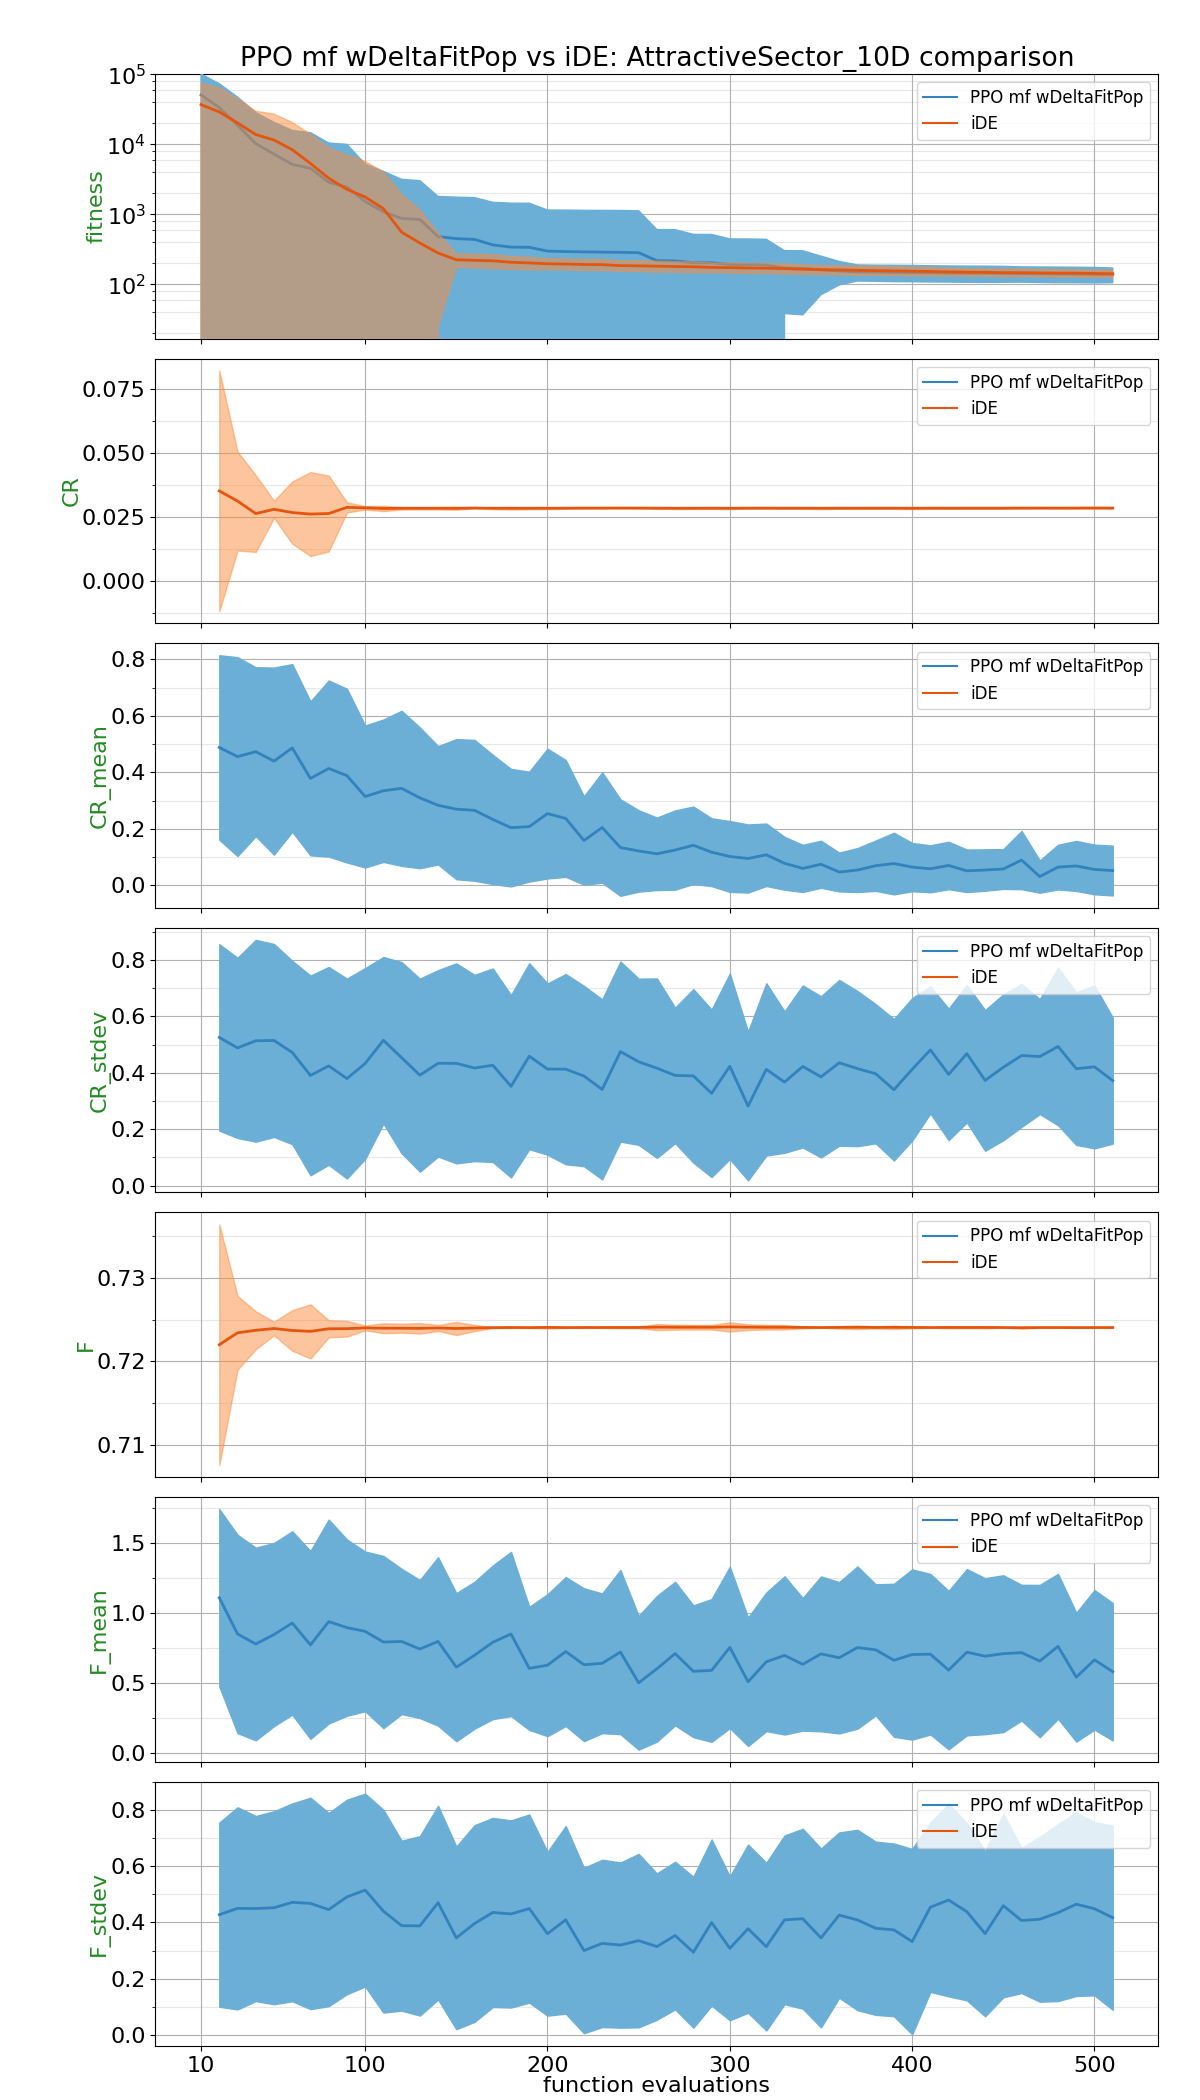 PPO mf wDeltaFitPop vs iDE: AttractiveSector_10D comparison
10^5
10^4
10^3
10^2
fitness
PPO mf wDeltaFitPop
iDE
0.075
0.050
0.025
0.000
CR
PPO mf wDeltaFitPop
iDE
0.8
0.6
0.4
0.2
0.0
CR_mean
PPO mf wDeltaFitPop
iDE
0.8
0.6
0.4
0.2
0.0
CR_stdev
PPO mf wDeltaFitPop
iDE
0.73
0.72
0.71
F
PPO mf wDeltaFitPop
iDE
1.5
1.0
0.5
0.0
F_mean
PPO mf wDeltaFitPop
iDE
0.8
0.6
0.4
0.2
0.0
F_stdev
PPO mf wDeltaFitPop
iDE
10 100 200 300 400 500
function evaluations